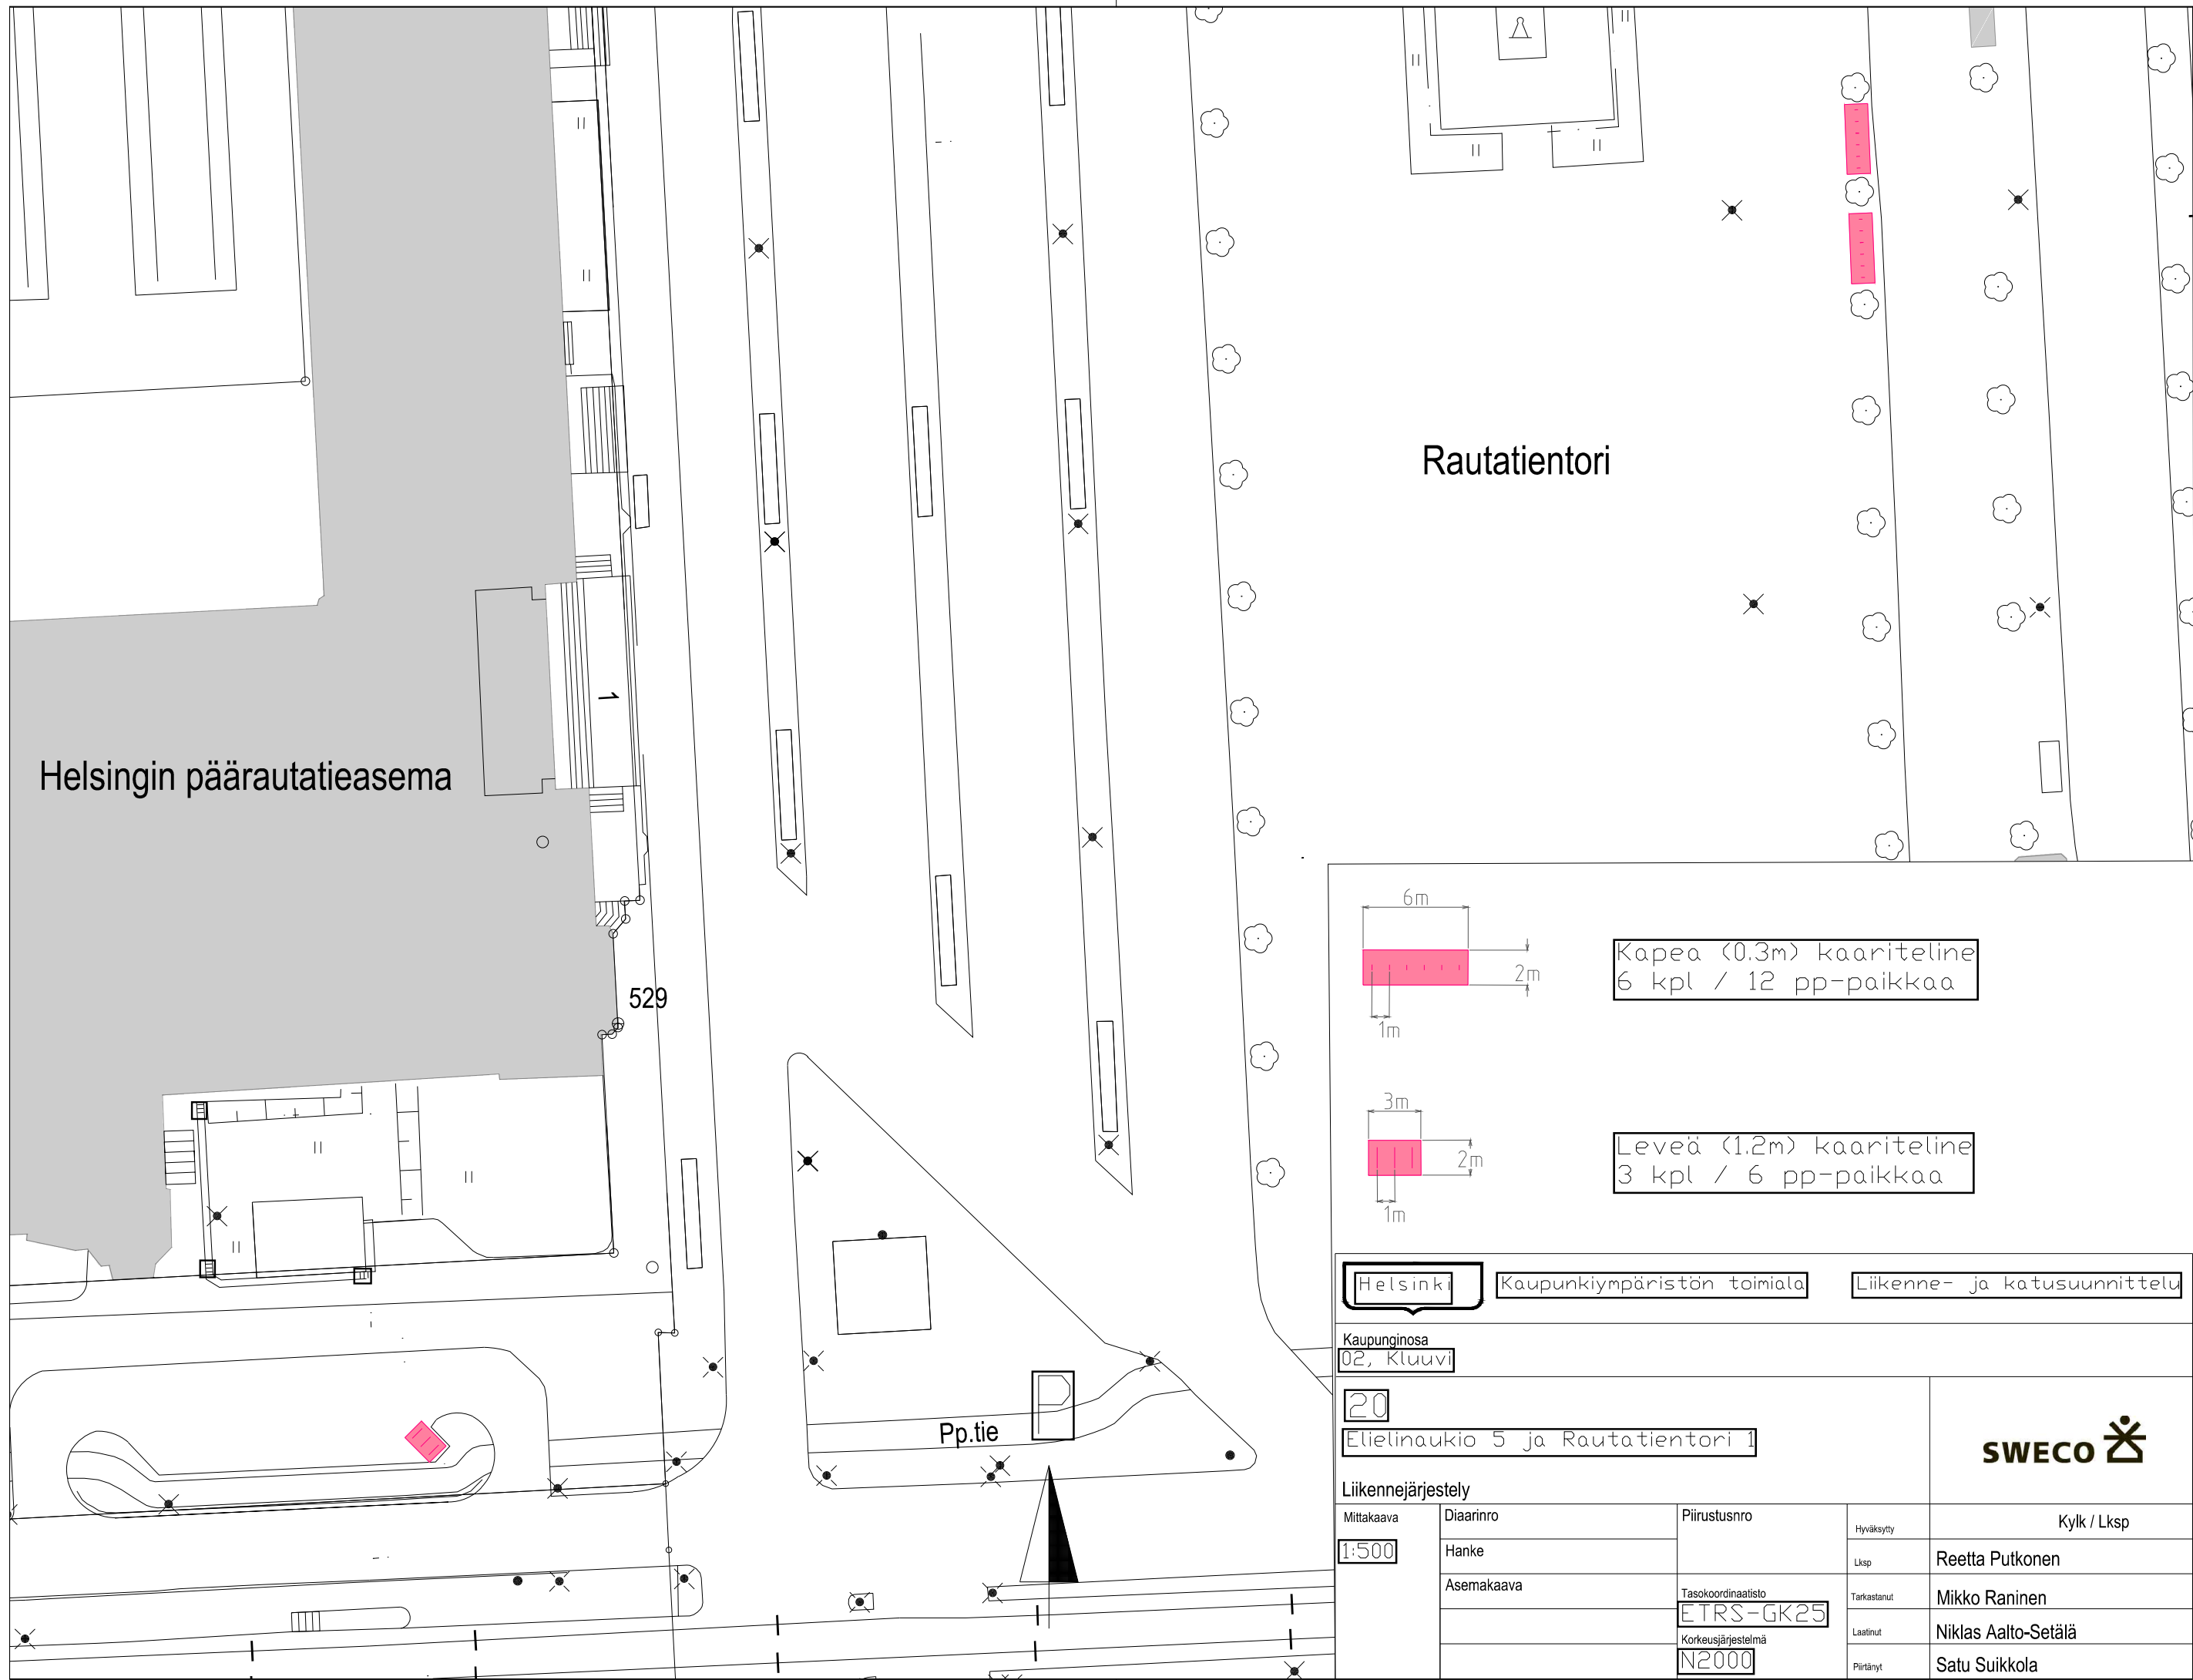 Rautatientori
1
Helsingin päärautatieasema
529
6m
2m
1m
Kapea (0.3m) kaariteline
6 kpl / 12 pp-paikkaa
3m
2m
1m
Leveä (1.2m) kaariteline
3 kpl / 6 pp-paikkaa
P
Pp.tie
Helsinki
Kaupunkiympäristön toimiala
Liikenne- ja katusuunnittelu
Kaupunginosa
02, Kluuvi
20
Elielinaukio 5 ja Rautatientori 1
Liikennejärjestely
SWECO
Mittakaava
1:500
Diaarinro
Hanke
Asemakaava
Piirustusnro
Tasokoordinaatisto
ETRS-GK25
Korkeusjärjestelmä
N2000
Hyväksytty
Kylk / Lksp
Lksp
Reetta Putkonen
Tarkastanut
Mikko Raninen
Laatinut
Niklas Aalto-Setälä
Piirtänyt
Satu Suikkola